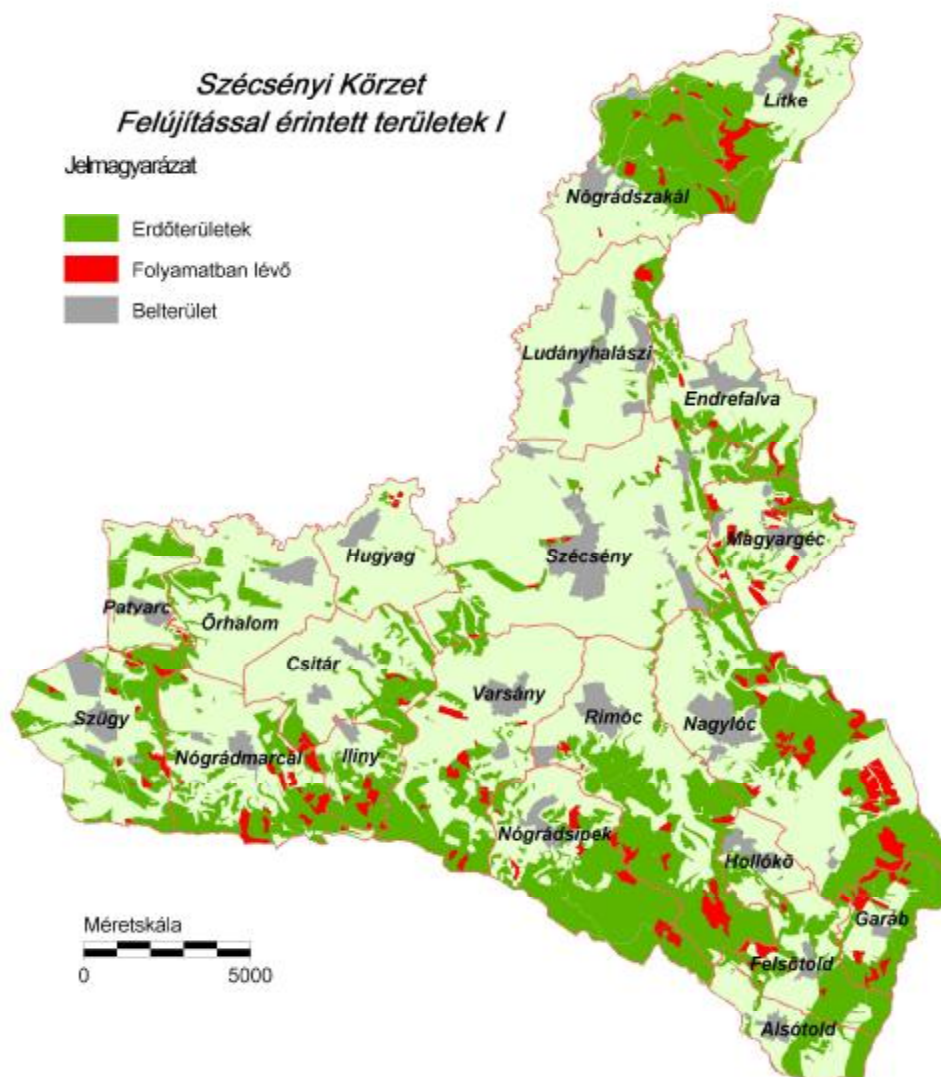 Szécsényi Körzet
Felújítással érintett területek I
Jelmagyarázat
Erdőterületek
Folyamatban lévő
Belterület
Litke
Nógrádszakál
Ludányhalászi
Endrefalva
Magyargéc
Szécsény
Hugyag
Patvarc
Őrhalom
Csitár
Varsány
Rimóc
Nagylóc
Szügy
Nógrádmarcal
Iliny
Nógrádsipek
Hollókő
Garáb
Felsőtold
Alsótold
Méretskála
0 5000